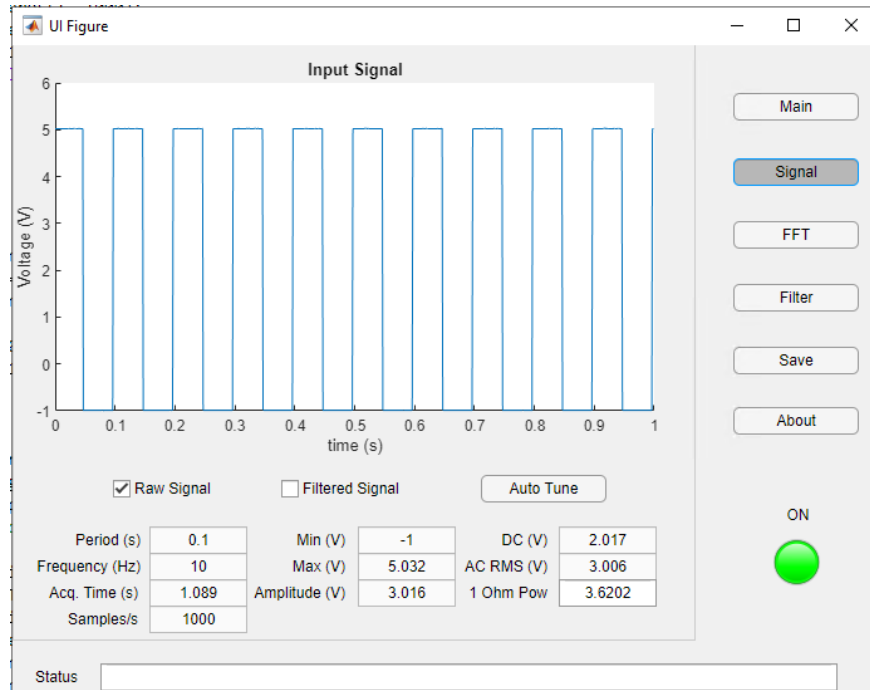 UI Figure
Input Signal
Voltage (V)
6
5
4
3
2
1
0
-1
0 0.1 0.2 0.3 0.4 0.5 0.6 0.7 0.8 0.9 1
time (s)
Raw Signal Filtered Signal Auto Tune
Period (s) 0.1 Min (V) -1 DC (V) 2.017
Frequency (Hz) 10 Max (V) 5.032 AC RMS (V) 3.006
Acq. Time (s) 1.089 Amplitude (V) 3.016 1 Ohm Pow 3.6202
Samples/s 1000
Status
Main
Signal
FFT
Filter
Save
About
ON